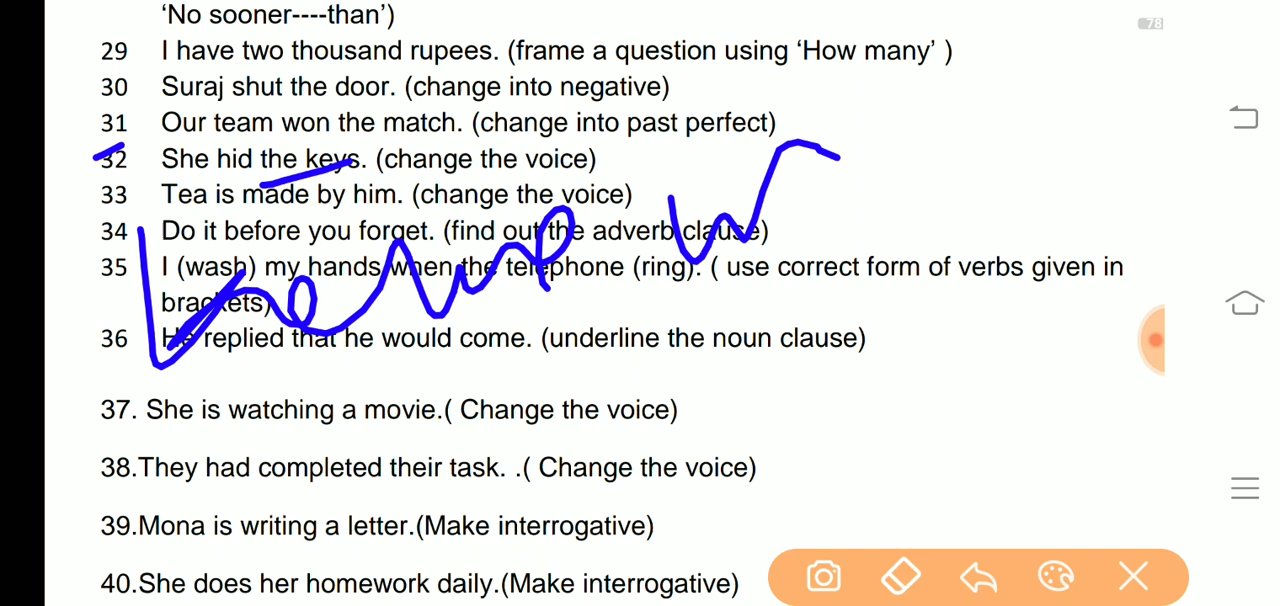 ‘No sooner----than’)
78
29 I have two thousand rupees. (frame a question using ‘How many’ )
30 Suraj shut the door. (change into negative)
31 Our team won the match. (change into past perfect)
32 She hid the keys. (change the voice)
33 Tea is made by him. (change the voice)
34 Do it before you forget. (find out the adverb clause)
35 I (wash) my hands when the telephone (ring). ( use correct form of verbs given in
brackets)
36 He replied that he would come. (underline the noun clause)
37. She is watching a movie.( Change the voice)
38.They had completed their task. .( Change the voice)
39.Mona is writing a letter.(Make interrogative)
40.She does her homework daily.(Make interrogative)